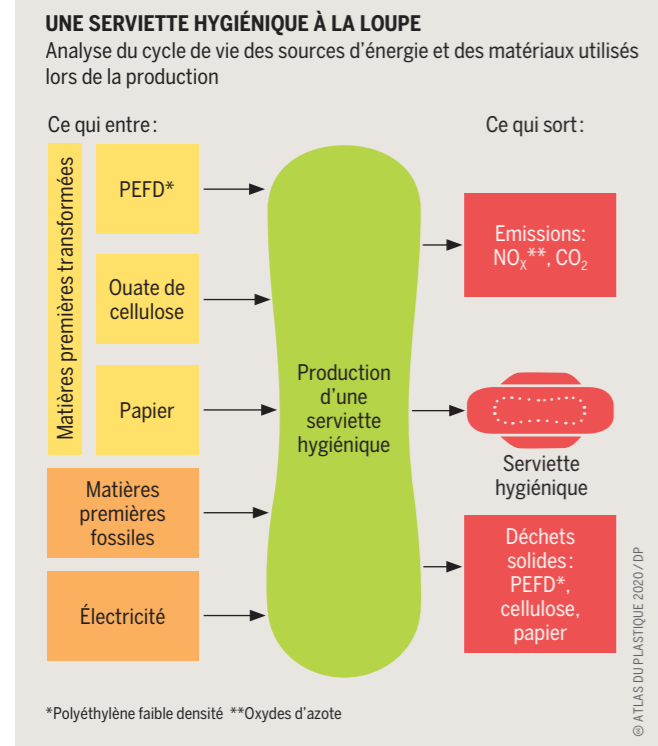 UNE SERVIETTE HYGIÉNIQUE À LA LOUPE
Analyse du cycle de vie des sources d'énergie et des matériaux utilisés
lors de la production
Ce qui entre :
Ce qui sort :
Matières premières transformées
PEFD*
Ouate de
cellulose
Papier
Matières
premières
fossiles
Électricité
Production
d'une
serviette
hygiénique
Emissions:
NOX**, CO2
Serviette
hygiénique
Déchets
solides :
PEFD*,
cellulose,
papier
*Polyéthylène faible densité **Oxydes d'azote
© ATLAS DU PLASTIQUE 2020 / DP